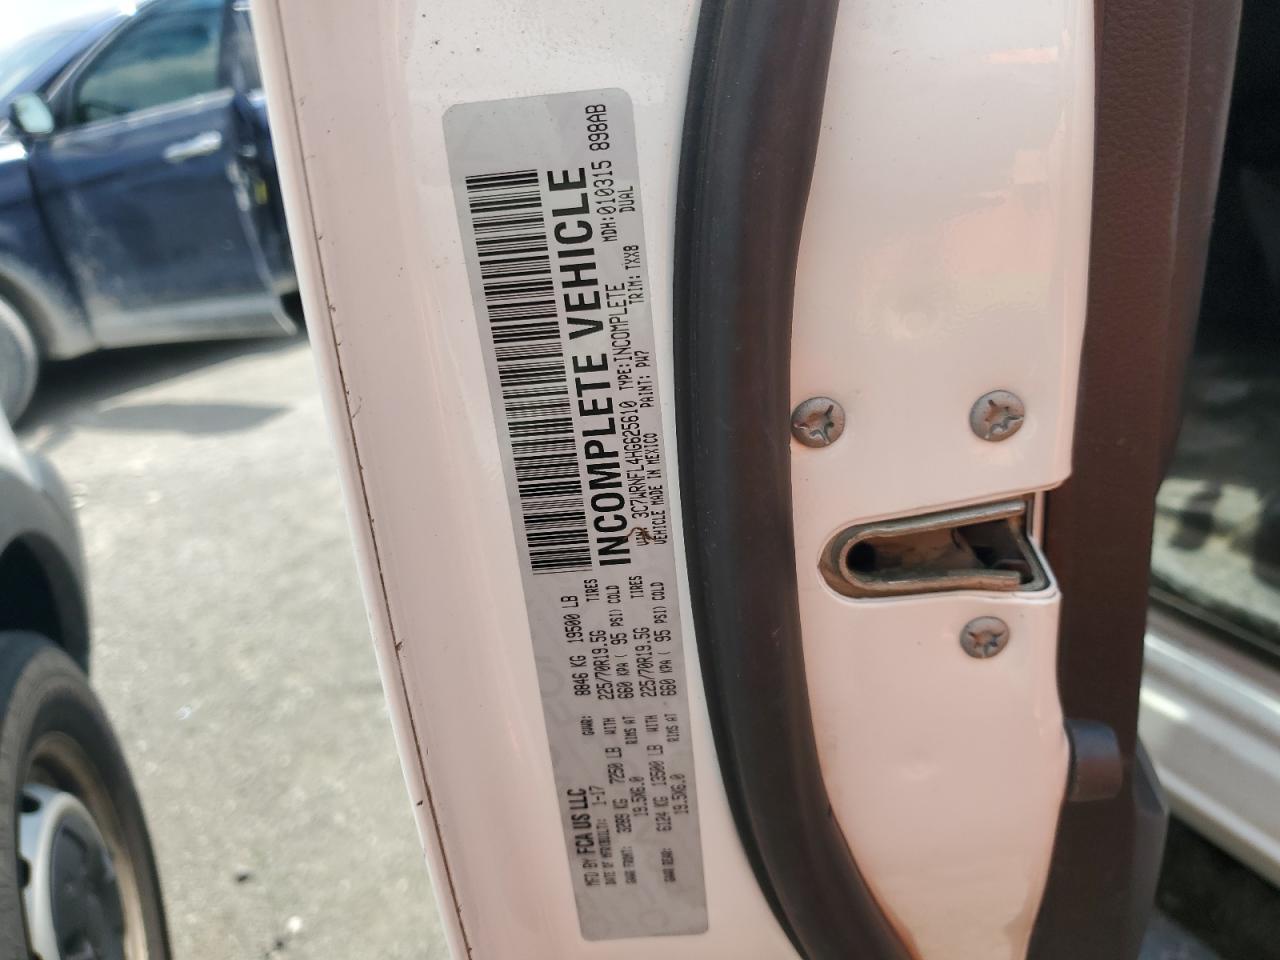 MFD BY FCA US LLC
DATE OF MFR(BUILT): 1-17 GVWR: 8846 KG 19500 LB
GAWR FRONT: 3289 KG 7250 LB WITH 225/70R19.5G TIRES
19.5X6.0 RIMS AT 660 KPA ( 95 PSI) COLD
GAWR REAR: 6124 KG 13500 LB WITH 225/70R19.5G TIRES
19.5X6.0 RIMS AT 660 KPA ( 95 PSI) COLD
INCOMPLETE VEHICLE
MDH:010315 898AB
VIN: 3C7WRNFL4HG625610 TYPE:INCOMPLETE DUAL
VEHICLE MADE IN MEXICO PAINT: PW7 TRIM: TXX8